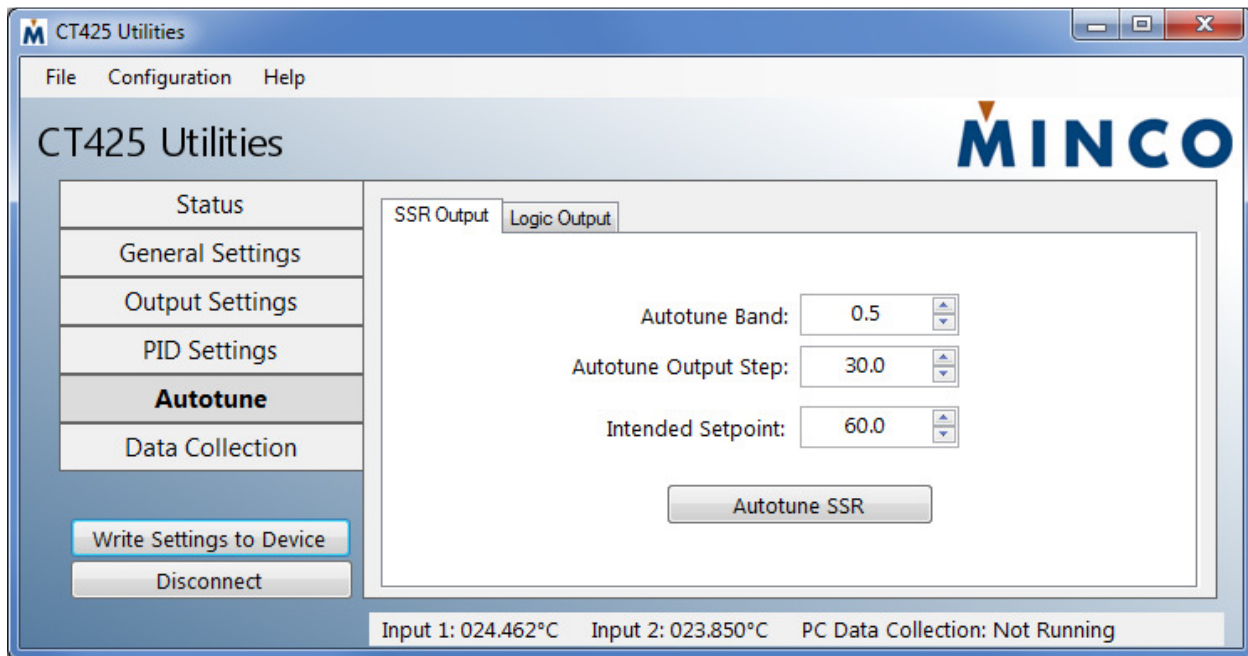 CT425 Utilities
File Configuration Help
CT425 Utilities
MINCO
Status
General Settings
Output Settings
PID Settings
Autotune
Data Collection
Write Settings to Device
Disconnect
SSR Output Logic Output
Autotune Band: 0.5
Autotune Output Step: 30.0
Intended Setpoint: 60.0
Autotune SSR
Input 1: 024.462°C Input 2: 023.850°C PC Data Collection: Not Running